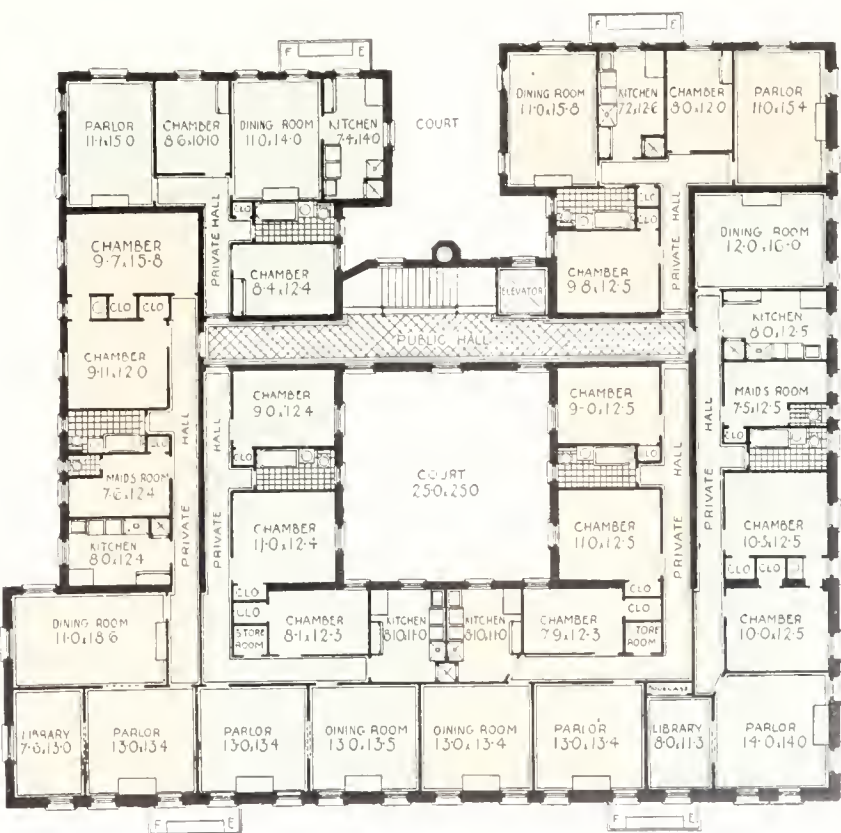 F E
F E
PARLOR
11·1x15·0
CHAMBER
8·6x10·10
DINING ROOM
11·0x14·0
KITCHEN
7·4x14·0
COURT
DINING ROOM
11·0x15·8
KITCHEN
7·2x12·6
CHAMBER
8·0x12·0
PARLOR
11·0x15·4
PRIVATE HALL
CLO
CHAMBER
8·4x12·4
CLO
CLO
CHAMBER
9·8x12·5
PRIVATE HALL
DINING ROOM
12·0x16·0
CHAMBER
9·7x15·8
CLO
CLO
ELEVATOR
PUBLIC HALL
KITCHEN
8·0x12·5
CHAMBER
9·11x12·0
PRIVATE HALL
MAIDS ROOM
7·6x12·4
KITCHEN
8·0x12·4
PRIVATE HALL
CHAMBER
9·0x12·4
CLO
CHAMBER
11·0x12·4
CLO
CLO
STORE
ROOM
CHAMBER
8·1x12·3
COURT
25·0x25·0
KITCHEN
8·10x11·0
KITCHEN
8·10x11·0
CHAMBER
9·0x12·5
CLO
CHAMBER
11·0x12·5
CLO
CLO
CHAMBER
7·9x12·3
STORE
ROOM
PRIVATE HALL
PRIVATE HALL
MAIDS ROOM
7·5x12·5
CLO
CHAMBER
10·5x12·5
CLO
CLO
CHAMBER
10·0x12·5
DINING ROOM
11·0x18·6
LIBRARY
7·6x13·0
PARLOR
13·0x13·4
PARLOR
13·0x13·4
DINING ROOM
13·0x13·5
DINING ROOM
13·0x13·4
PARLOR
13·0x13·4
LIBRARY
8·0x11·3
PARLOR
14·0x14·0
F E
F E